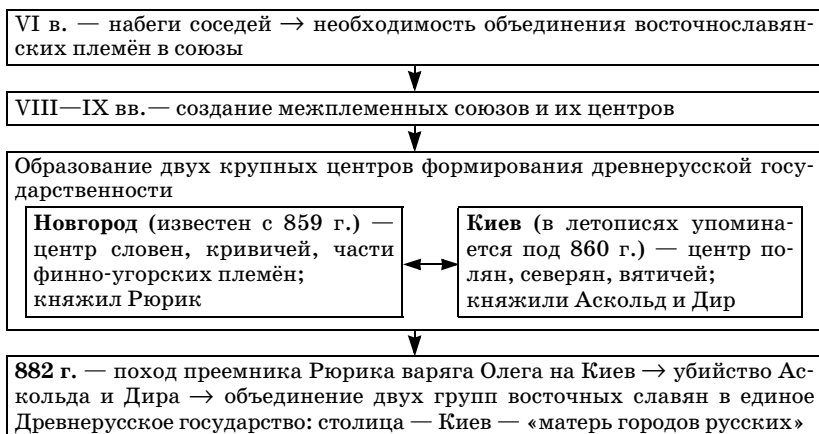 VI в. — набеги соседей → необходимость объединения восточнославян-
ских племён в союзы
VIII—IX вв.— создание межплеменных союзов и их центров
Образование двух крупных центров формирования древнерусской госу-
дарственности
Новгород (известен с 859 г.) —
центр словен, кривичей, части
финно-угорских племён;
княжил Рюрик
Киев (в летописях упомина-
ется под 860 г.) — центр по-
лян, северян, вятичей;
княжили Аскольд и Дир
882 г. — поход преемника Рюрика варяга Олега на Киев → убийство Ас-
кольда и Дира → объединение двух групп восточных славян в единое
Древнерусское государство: столица — Киев — «матерь городов русских»